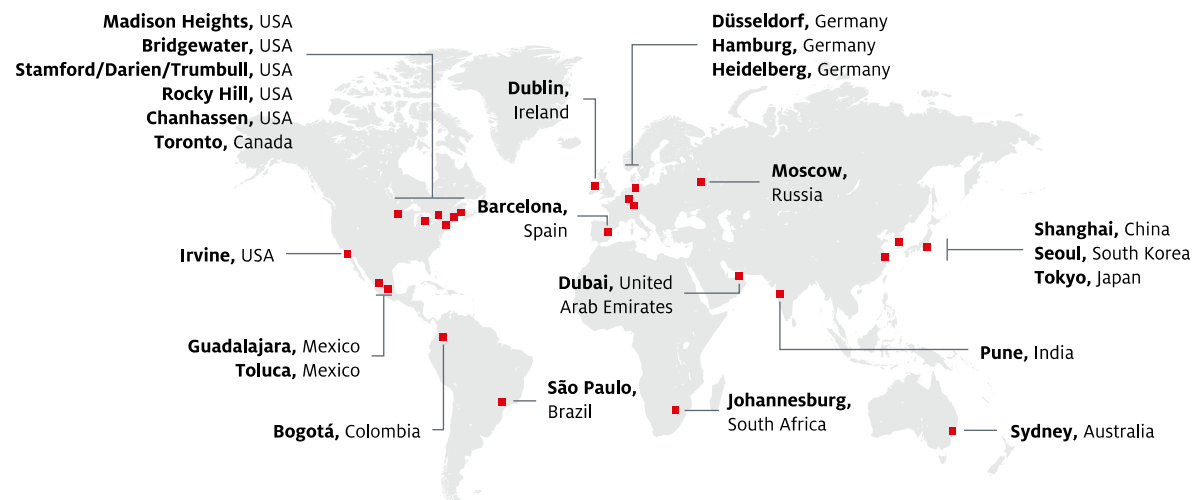 Madison Heights, USA
Bridgewater, USA
Stamford/Darien/Trumbull, USA
Rocky Hill, USA
Chanhassen, USA
Toronto, Canada
Düsseldorf, Germany
Hamburg, Germany
Heidelberg, Germany
Dublin,
Ireland
Moscow,
Russia
Barcelona,
Spain
Irvine, USA
Shanghai, China
Seoul, South Korea
Tokyo, Japan
Dubai, United
Arab Emirates
Guadalajara, Mexico
Toluca, Mexico
Pune, India
São Paulo,
Brazil
Johannesburg,
South Africa
Bogotá, Colombia
Sydney, Australia